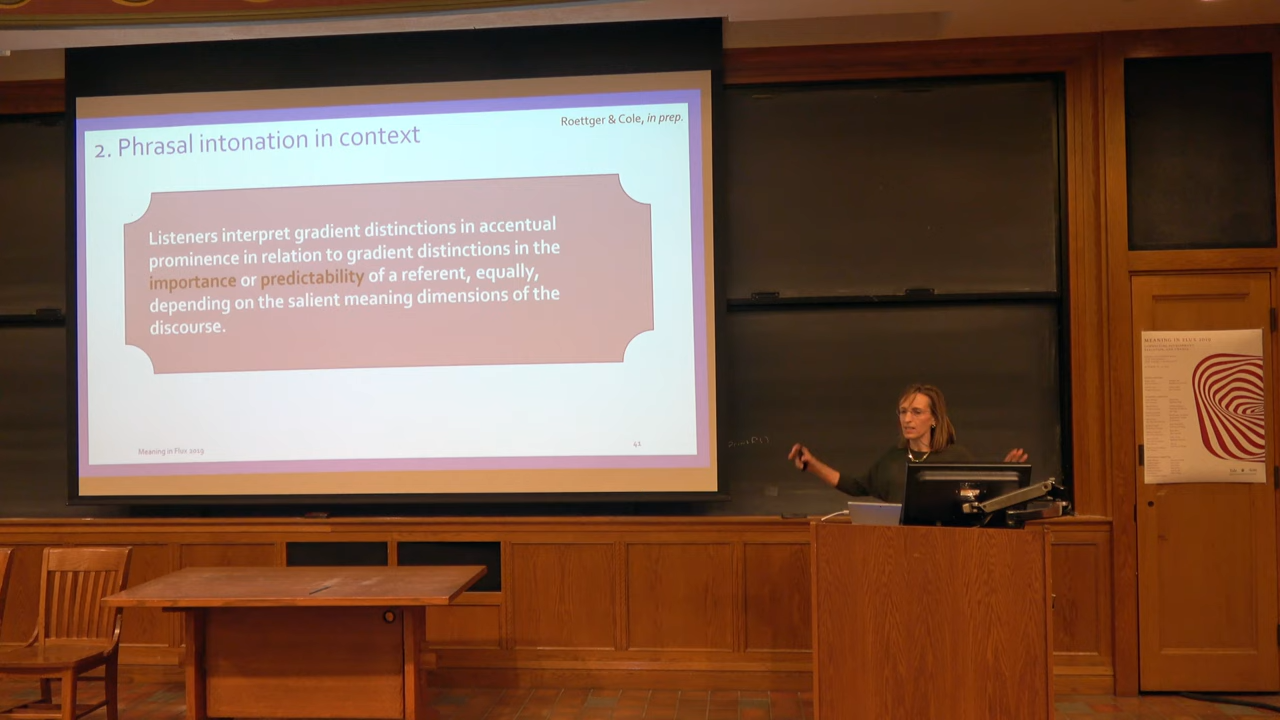 Roettger & Cole, in prep.
2. Phrasal intonation in context
Listeners interpret gradient distinctions in accentual
prominence in relation to gradient distinctions in the
importance or predictability of a referent, equally,
depending on the salient meaning dimensions of the
discourse.
Meaning in Flux 2019
41
MEANING IN FLUX 2019